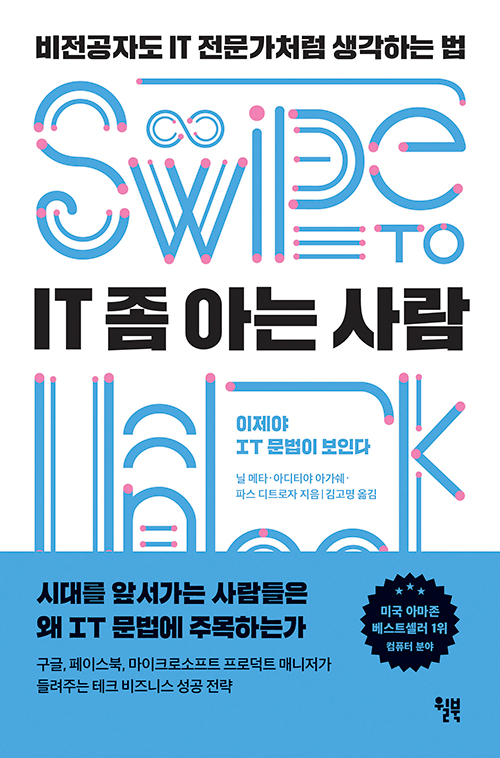 비전공자도 IT 전문가처럼 생각하는 법
SWIPE
TO
IT 좀 아는 사람
Unlock
이제야
IT 문법이 보인다
닐 메타·아디티야 아가쉐·
파스 디트로자 지음|김고명 옮김
시대를 앞서가는 사람들은
왜 IT 문법에 주목하는가
구글, 페이스북, 마이크로소프트 프로덕트 매니저가
들려주는 테크 비즈니스 성공 전략
미국 아마존
베스트셀러 1위
컴퓨터 분야
윌북